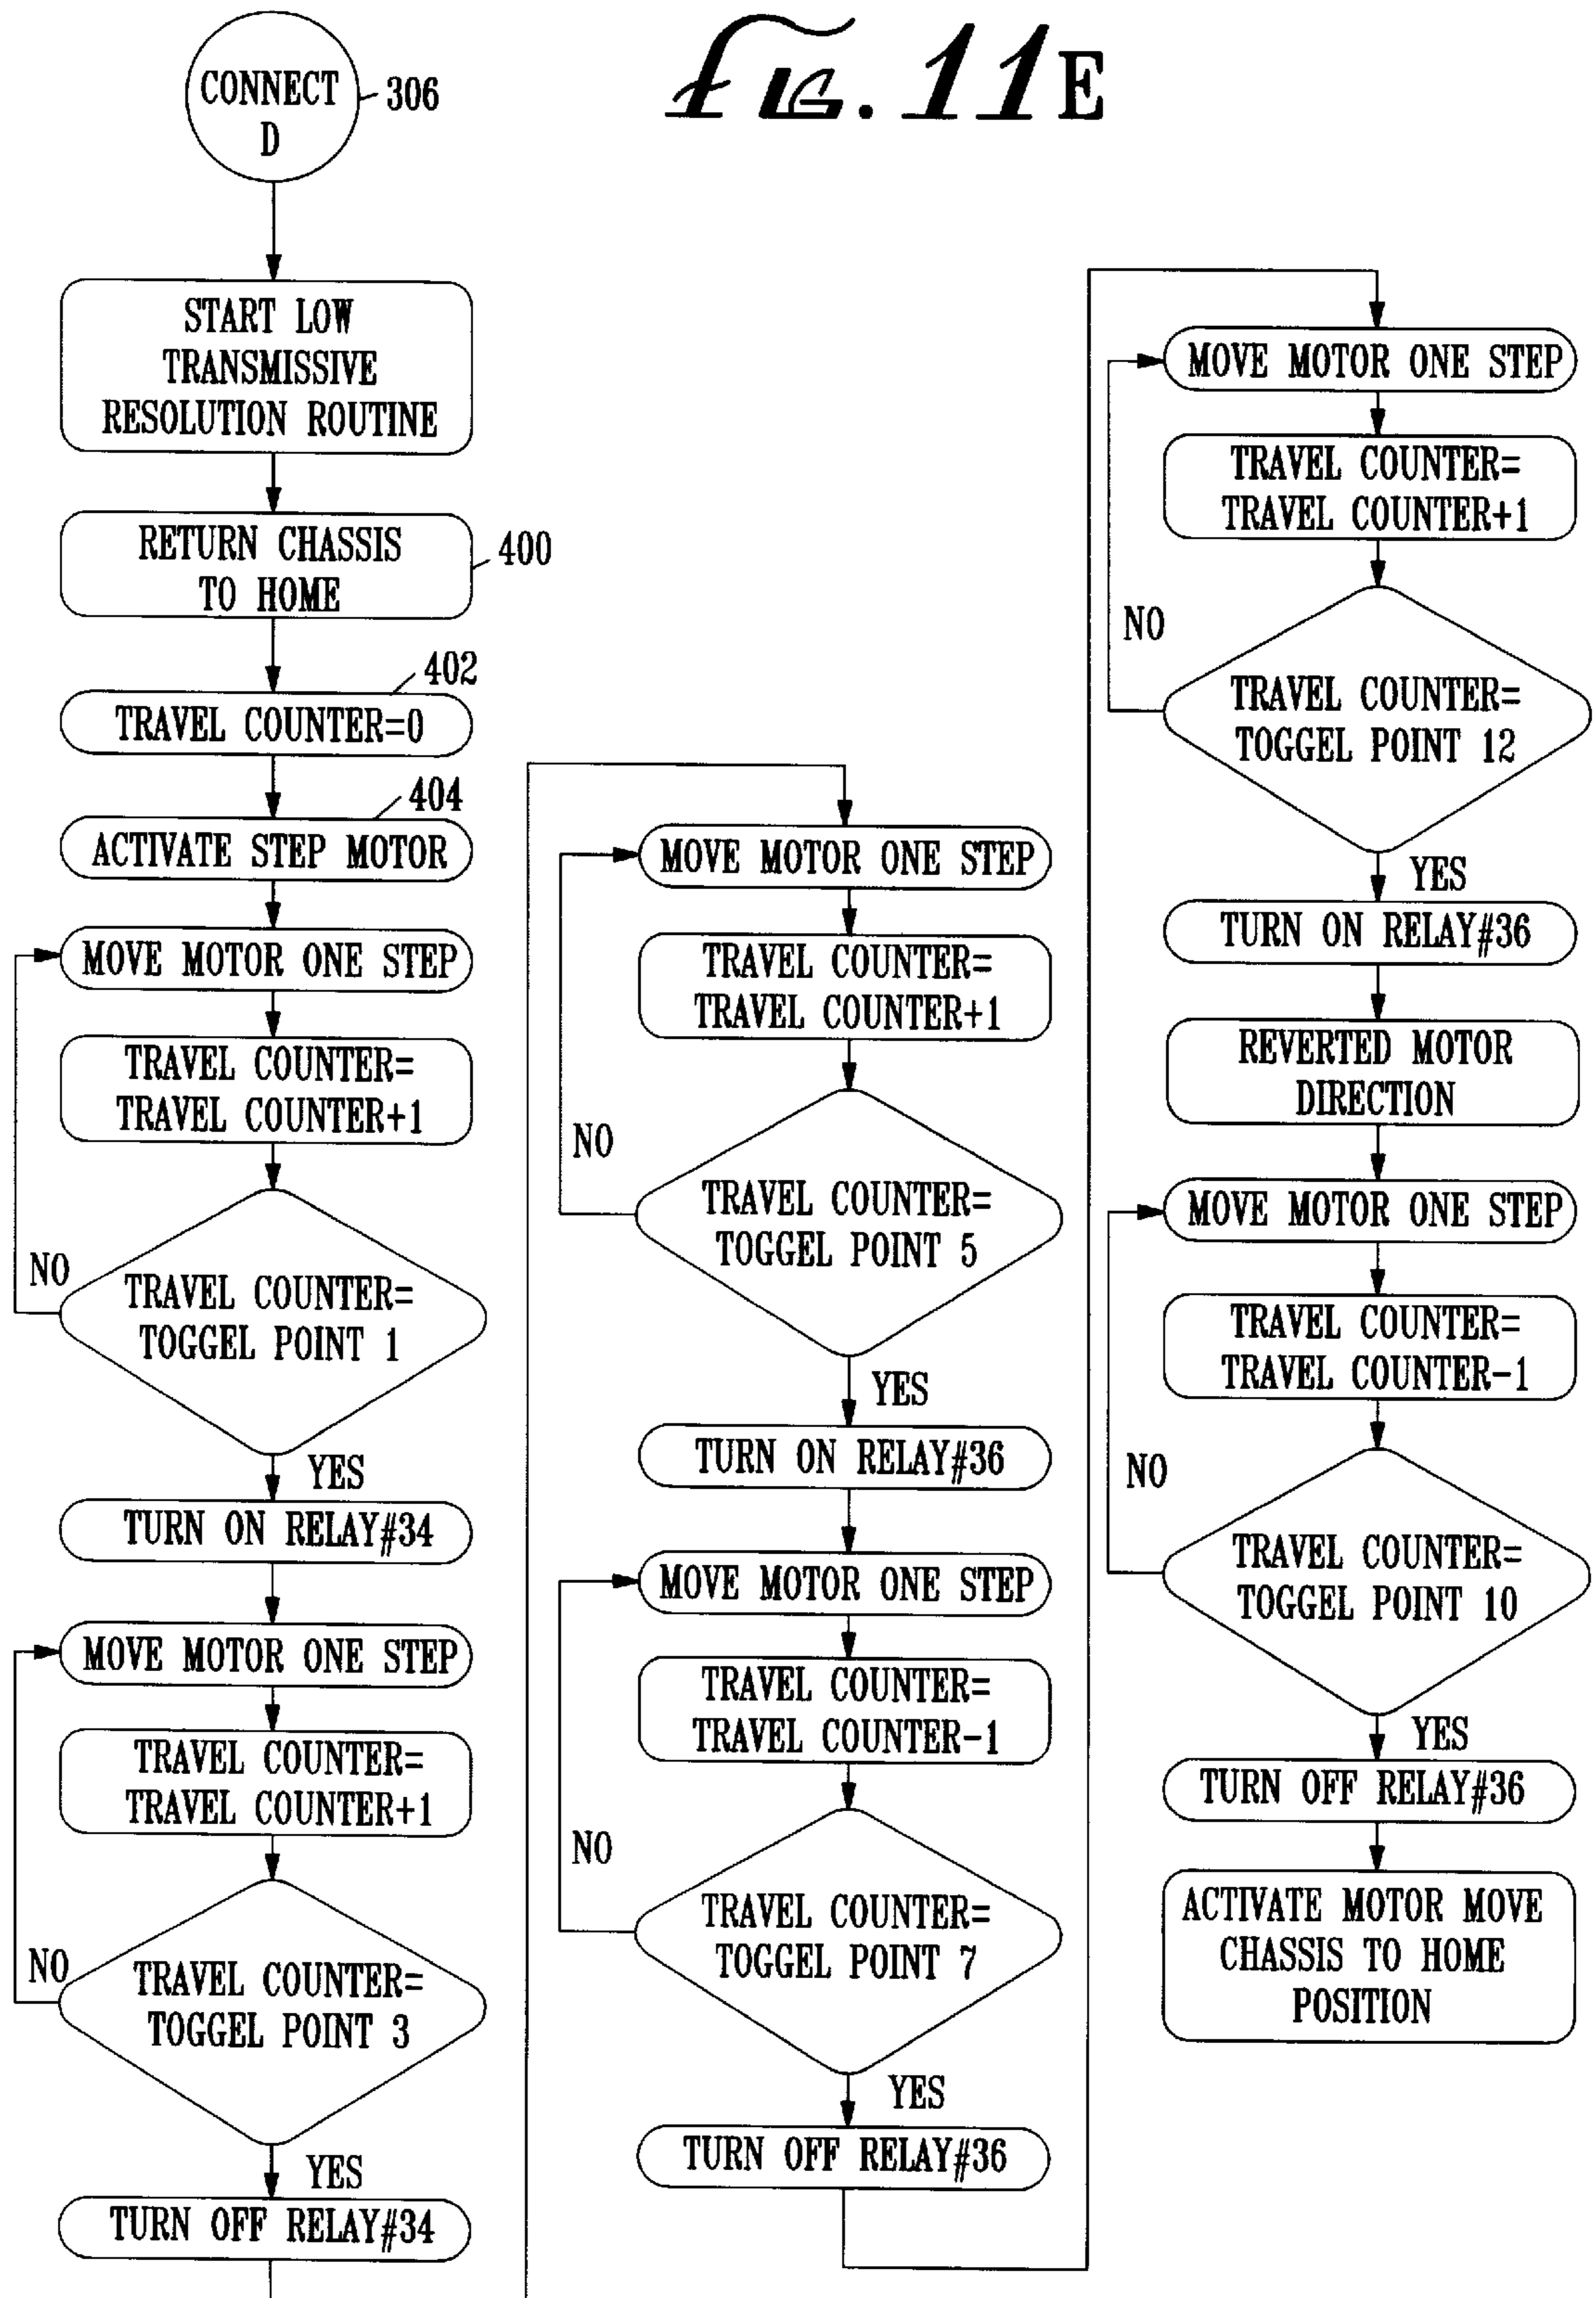 FIG. 11E
CONNECT
D
306
START LOW
TRANSMISSIVE
RESOLUTION ROUTINE
RETURN CHASSIS
TO HOME
400
402
TRAVEL COUNTER=0
404
ACTIVATE STEP MOTOR
MOVE MOTOR ONE STEP
TRAVEL COUNTER=
TRAVEL COUNTER+1
NO
TRAVEL COUNTER=
TOGGEL POINT 1
YES
TURN ON RELAY#34
MOVE MOTOR ONE STEP
TRAVEL COUNTER=
TRAVEL COUNTER+1
NO
TRAVEL COUNTER=
TOGGEL POINT 3
YES
TURN OFF RELAY#34
MOVE MOTOR ONE STEP
TRAVEL COUNTER=
TRAVEL COUNTER+1
NO
TRAVEL COUNTER=
TOGGEL POINT 5
YES
TURN ON RELAY#36
MOVE MOTOR ONE STEP
TRAVEL COUNTER=
TRAVEL COUNTER-1
NO
TRAVEL COUNTER=
TOGGEL POINT 7
YES
TURN OFF RELAY#36
MOVE MOTOR ONE STEP
TRAVEL COUNTER=
TRAVEL COUNTER+1
NO
TRAVEL COUNTER=
TOGGEL POINT 12
YES
TURN ON RELAY#36
REVERTED MOTOR
DIRECTION
MOVE MOTOR ONE STEP
TRAVEL COUNTER=
TRAVEL COUNTER-1
NO
TRAVEL COUNTER=
TOGGEL POINT 10
YES
TURN OFF RELAY#36
ACTIVATE MOTOR MOVE
CHASSIS TO HOME
POSITION